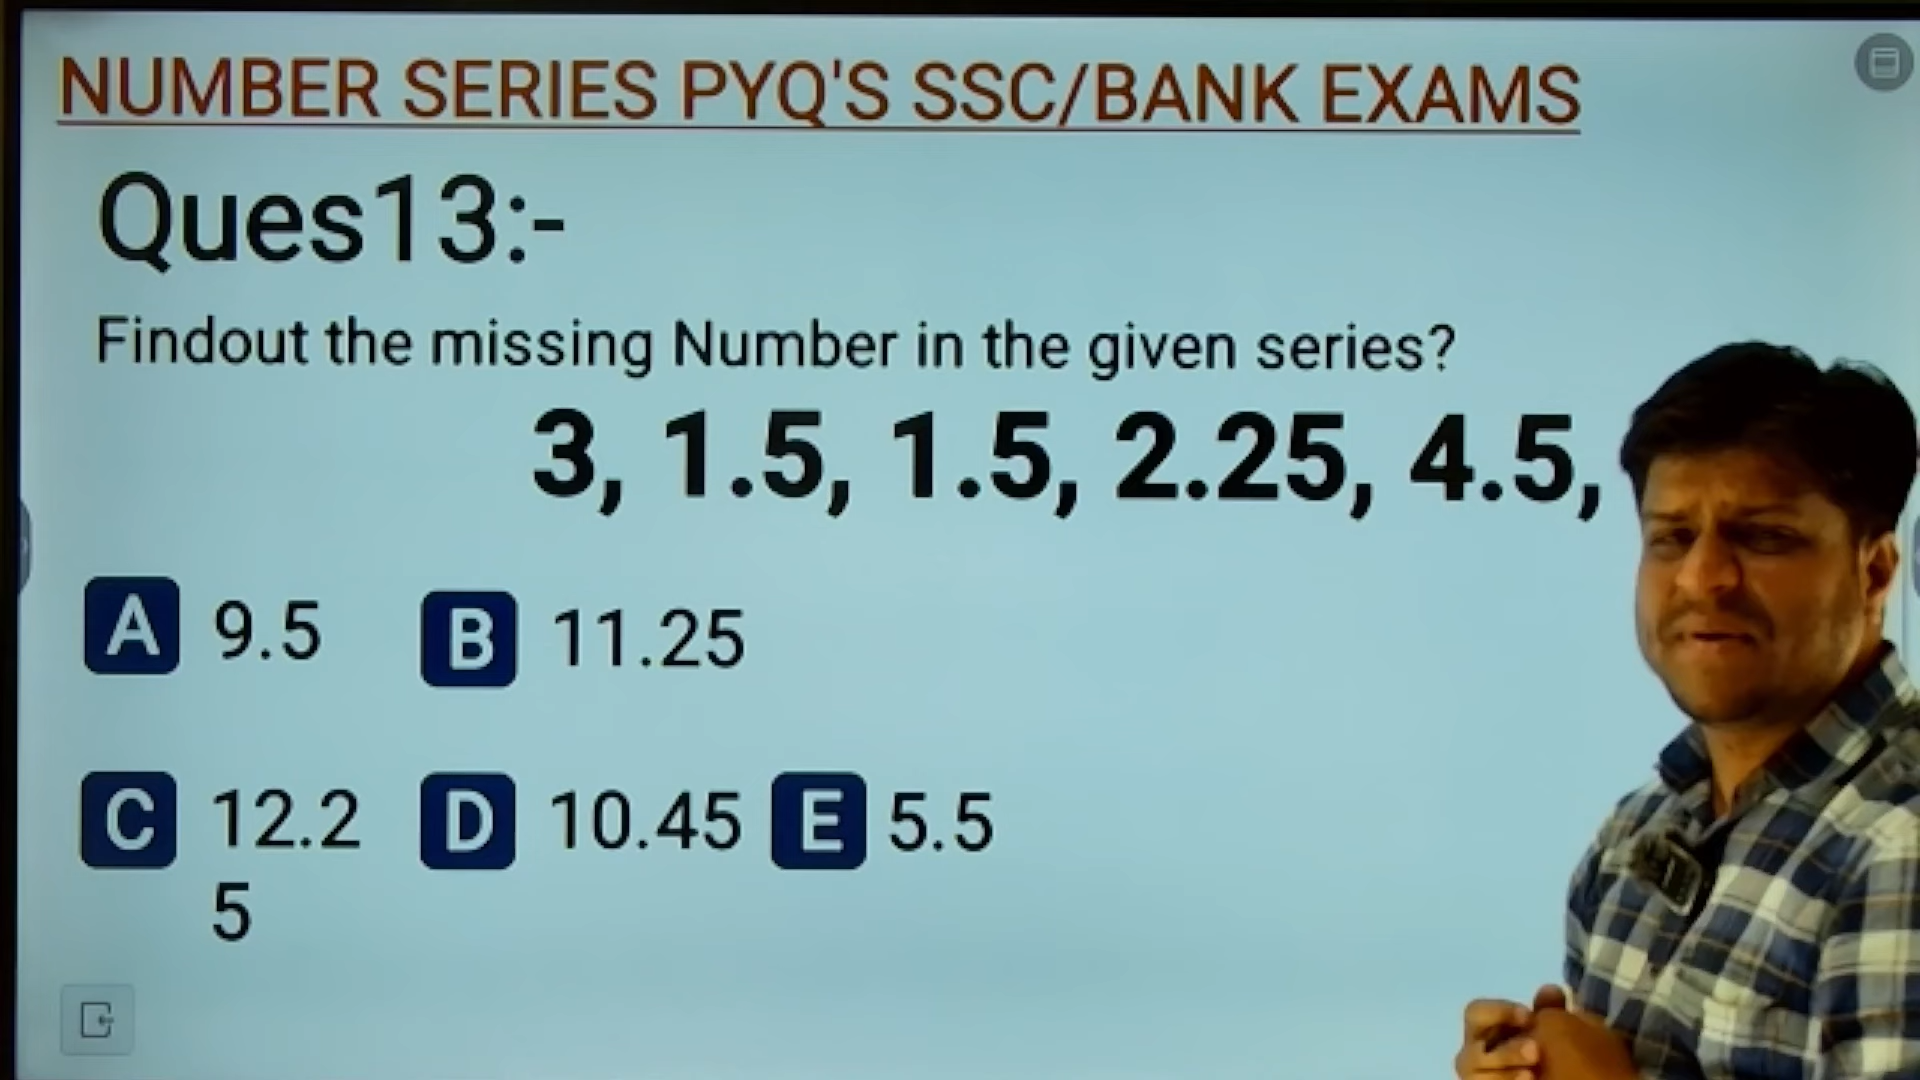 NUMBER SERIES PYQ'S SSC/BANK EXAMS
Ques13:-
Findout the missing Number in the given series?
3, 1.5, 1.5, 2.25, 4.5,
A 9.5 B 11.25
C 12.2 D 10.45 E 5.5
5